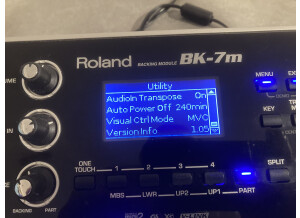 Roland BACKING MODULE BK-7m
Utility
AudioIn Transpose On
Auto Power Off 240min
Visual Ctrl Mode MVC
Version Info 1.05
MENU
KEY
IN
ONE
TOUCH 1 2 3 4
SPLIT
MBS LWR UP2 UP1 PART